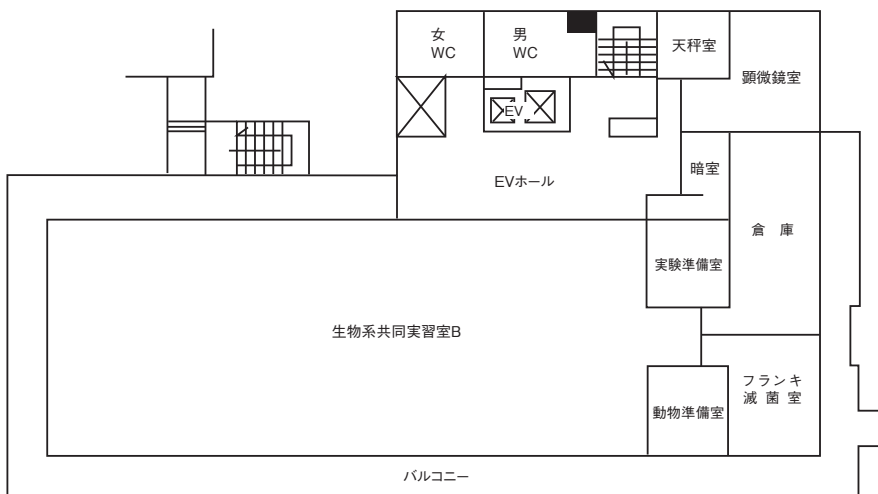 女
WC
男
WC
天秤室
顕微鏡室
EV
暗室
EVホール
倉　庫
実験準備室
生物系共同実習室B
フランキ
滅 菌 室
動物準備室
バルコニー